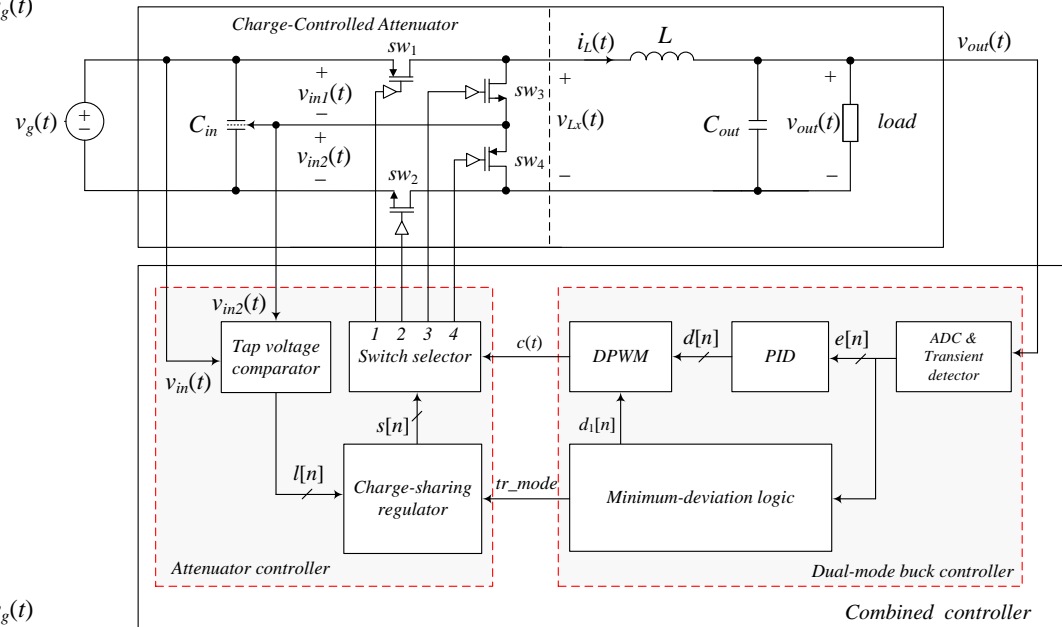 g(t)
Charge-Controlled Attenuator
sw1
iL(t)
L
vout(t)
+
vin1(t)
−
sw3
+
vLx(t)
−
+
vout(t)
−
vg(t)
+
−
Cin
+
vin2(t)
−
sw4
Cout
load
sw2
vin2(t)
1 2 3 4
Tap voltage
comparator
Switch selector
c(t)
DPWM
d[n]
PID
e[n]
ADC &
Transient
detector
vin(t)
s[n]
d1[n]
l[n]
Charge-sharing
regulator
tr_mode
Minimum-deviation logic
Attenuator controller
Dual-mode buck controller
g(t)
Combined controller